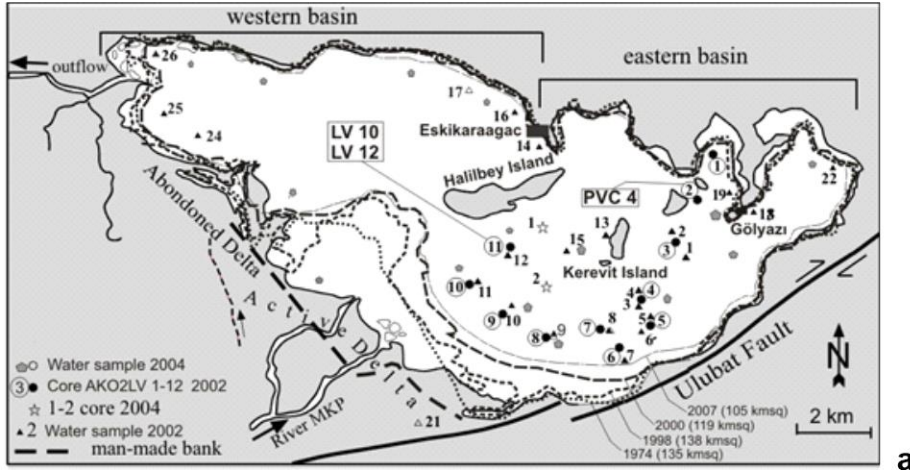 western basin
eastern basin
outflow
26
25
24
17
16
Eskikaraagac
14
LV 10
LV 12
Halilbey Island
PVC 4
1
2
19
18
22
Gölyazı
Abondoned Delta
Active Delta
1
13
2
3
1
11
12
15
Kerevit Island
2
10
11
9
10
8
9
7
8
4
4
3
5
5
6
6
7
Ulubat Fault
N
2 km
2007 (105 kmsq)
2000 (119 kmsq)
1998 (138 kmsq)
1974 (135 kmsq)
River MKP
21
Water sample 2004
3 Core AKO2LV 1-12 2002
1-2 core 2004
2 Water sample 2002
man-made bank
a